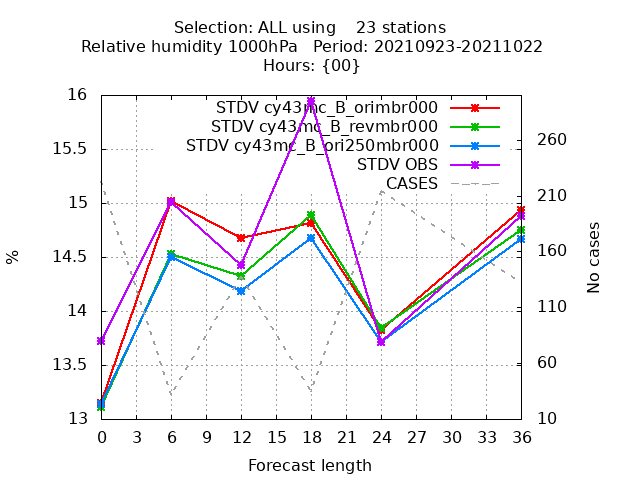 Selection: ALL using    23 stations
Relative humidity 1000hPa   Period: 20210923-20211022
Hours: {00}
STDV cy43mc_B_orimbr000
STDV cy43mc_B_revmbr000
STDV cy43mc_B_ori250mbr000
STDV OBS
CASES
16
15.5
15
14.5
14
13.5
13
%
260
210
160
110
60
10
No cases
0 3 6 9 12 15 18 21 24 27 30 33 36
Forecast length